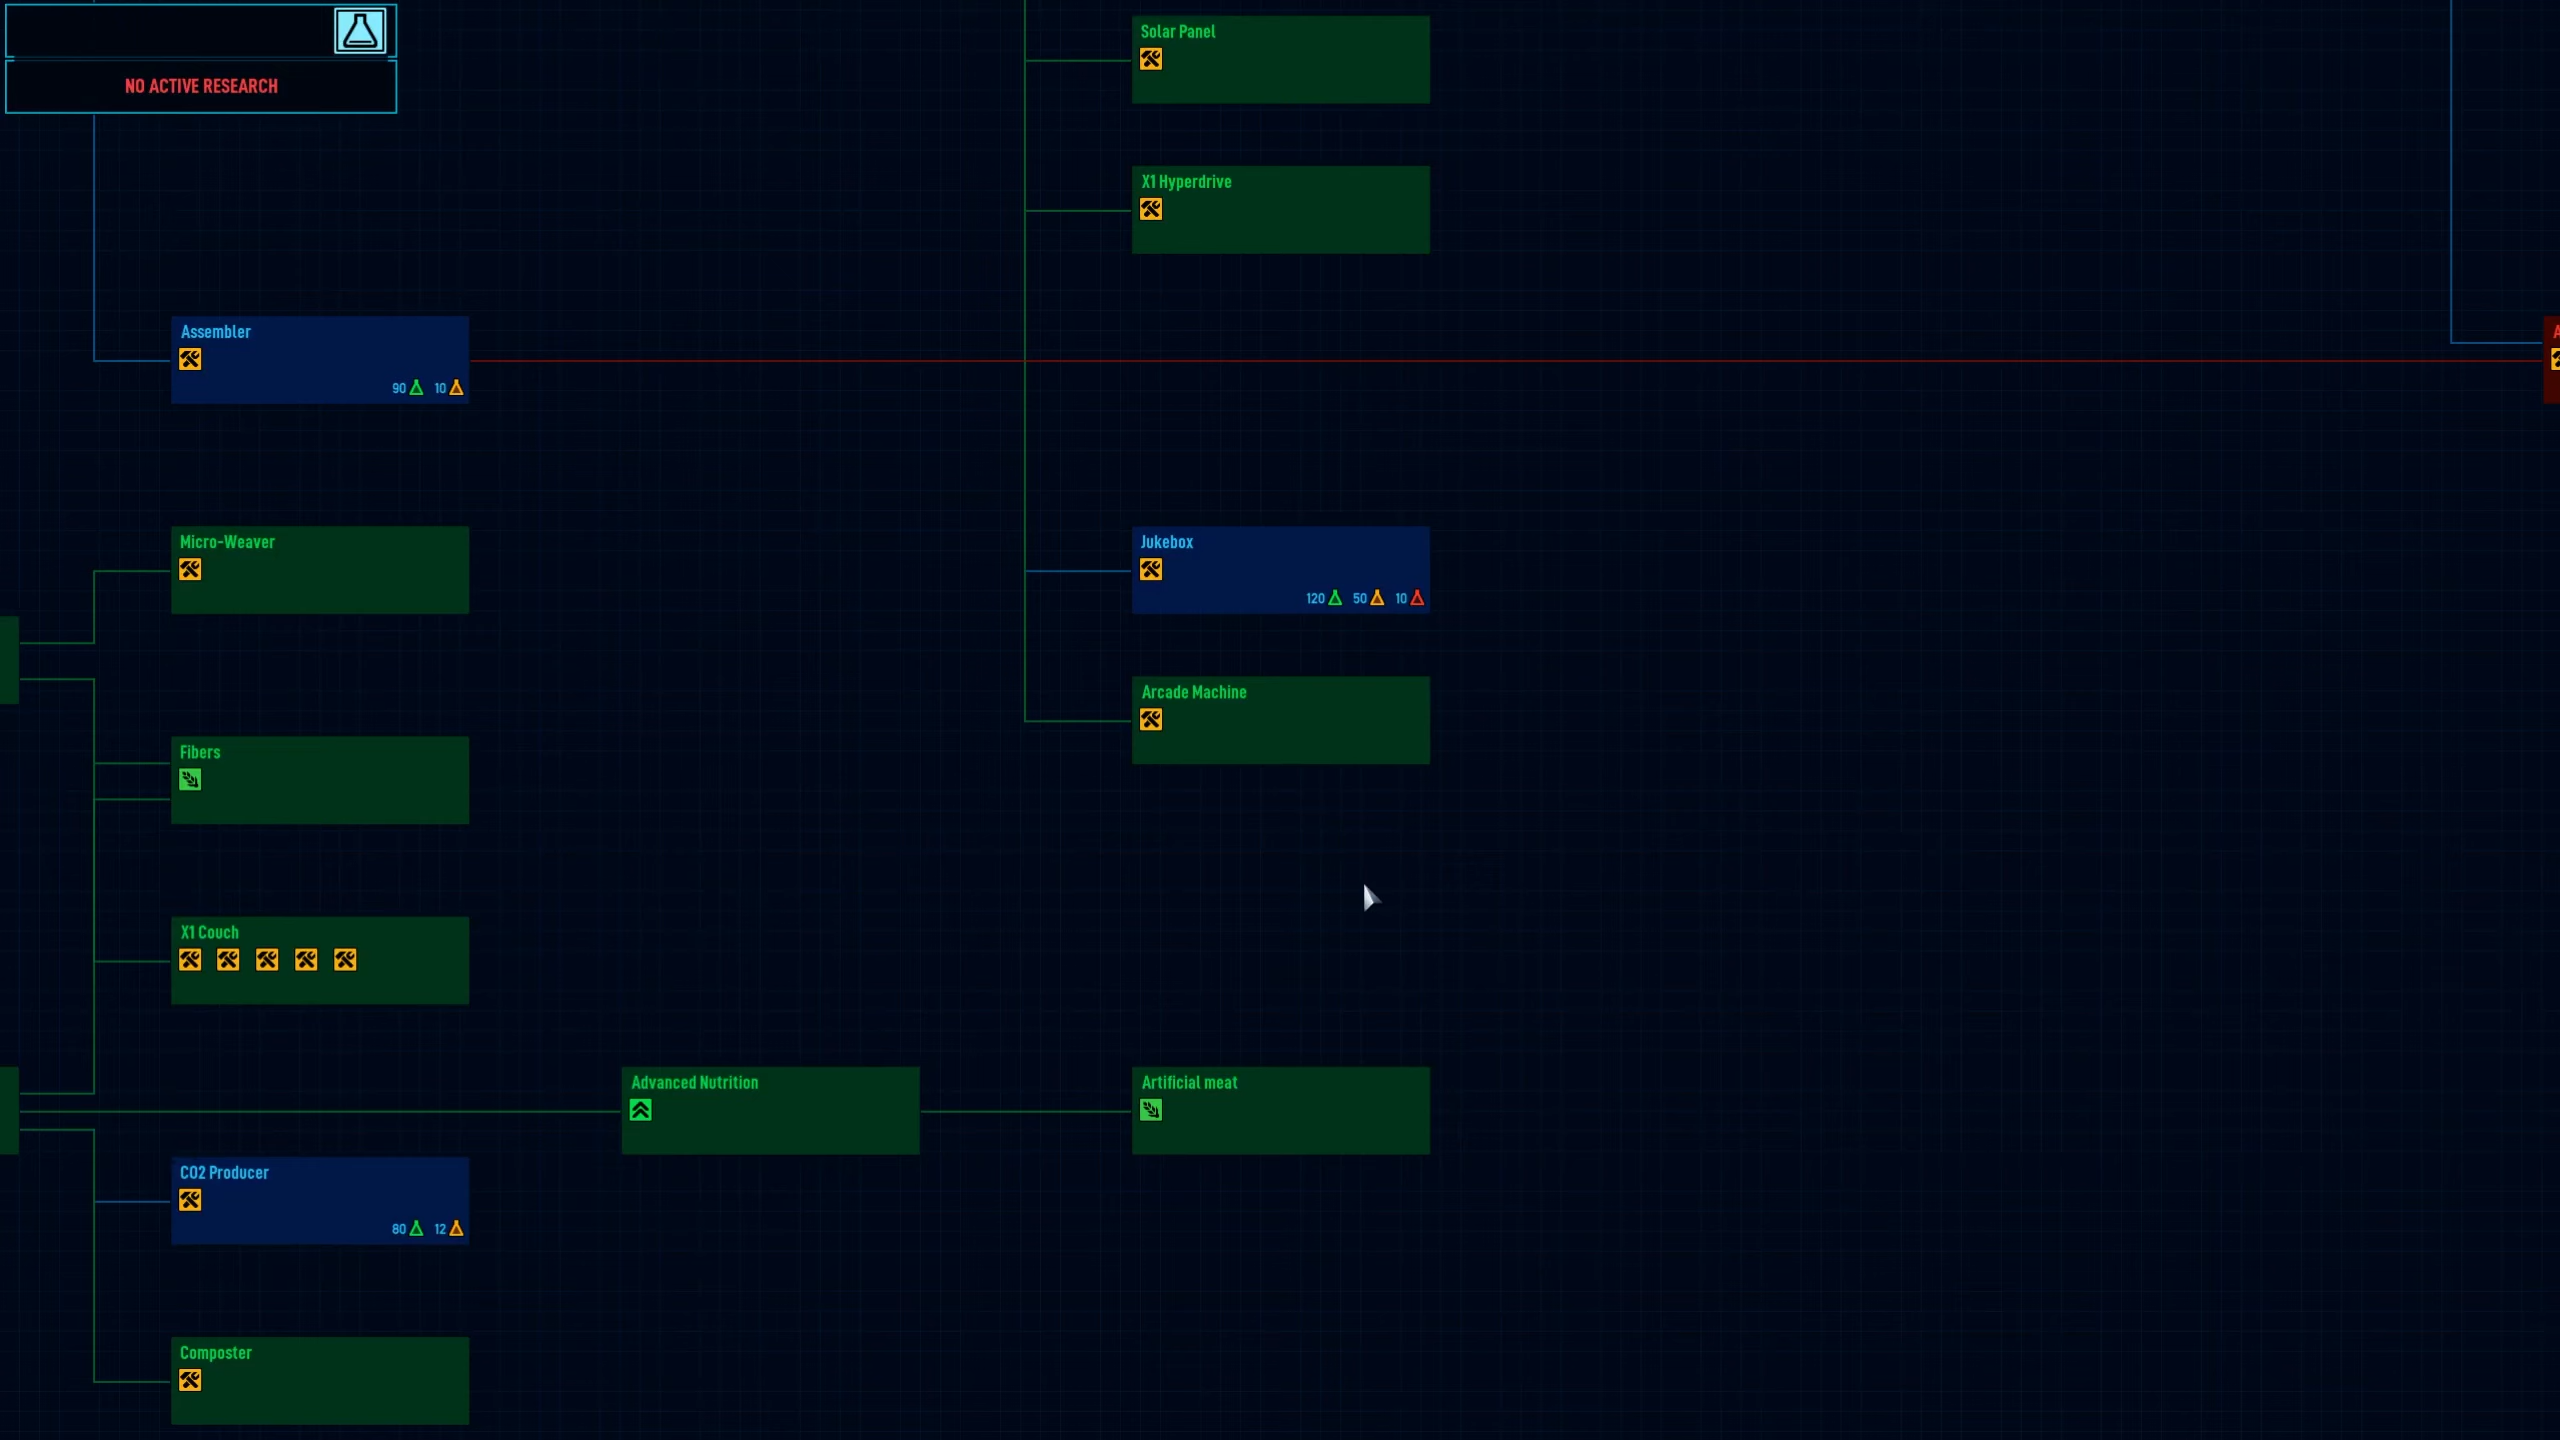 NO ACTIVE RESEARCH
Solar Panel
X1 Hyperdrive
Assembler
90 10
Micro-Weaver
Jukebox
120 50 10
Arcade Machine
Fibers
X1 Couch
Advanced Nutrition
Artificial meat
CO2 Producer
80 12
Composter